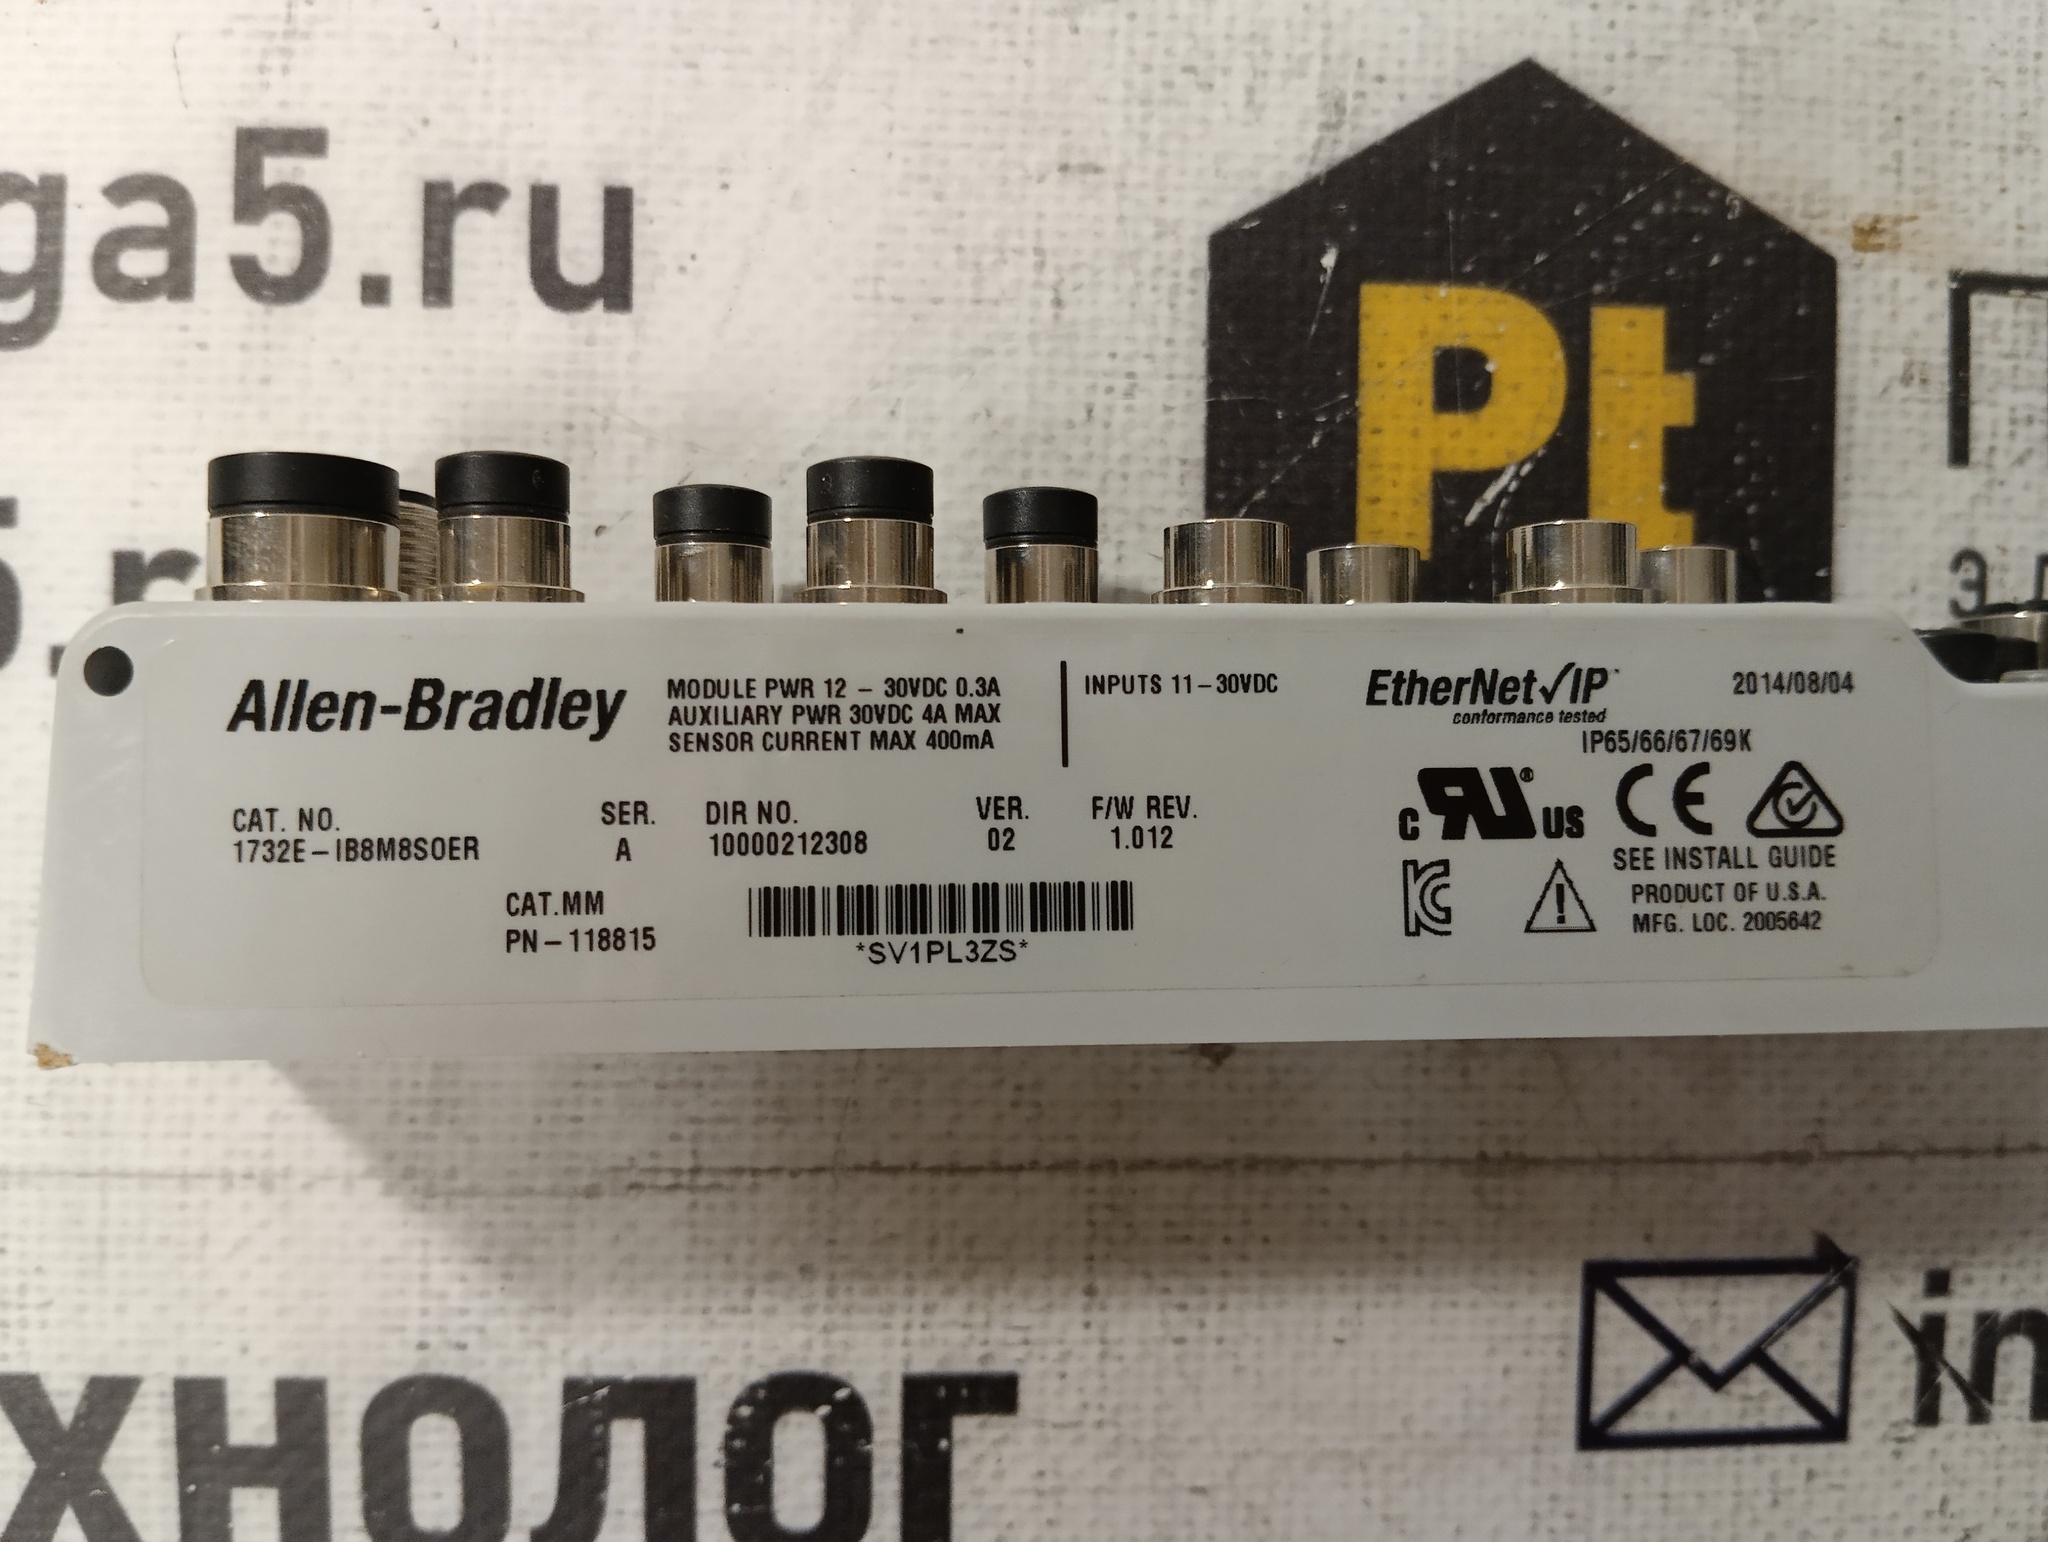 ga5.ru
Pt
Allen-Bradley
MODULE PWR 12 – 30VDC 0.3A
AUXILIARY PWR 30VDC 4A MAX
SENSOR CURRENT MAX 400mA
INPUTS 11–30VDC
EtherNet/IP
conformance tested
2014/08/04
IP65/66/67/69K
CAT. NO.
1732E–IB8M8SOER
SER.
A
DIR NO.
10000212308
VER.
02
F/W REV.
1.012
CAT.MM
PN–118815
*SV1PL3ZS*
c RU ® US CE
SEE INSTALL GUIDE
PRODUCT OF U.S.A.
MFG. LOC. 2005642
хнолог
in